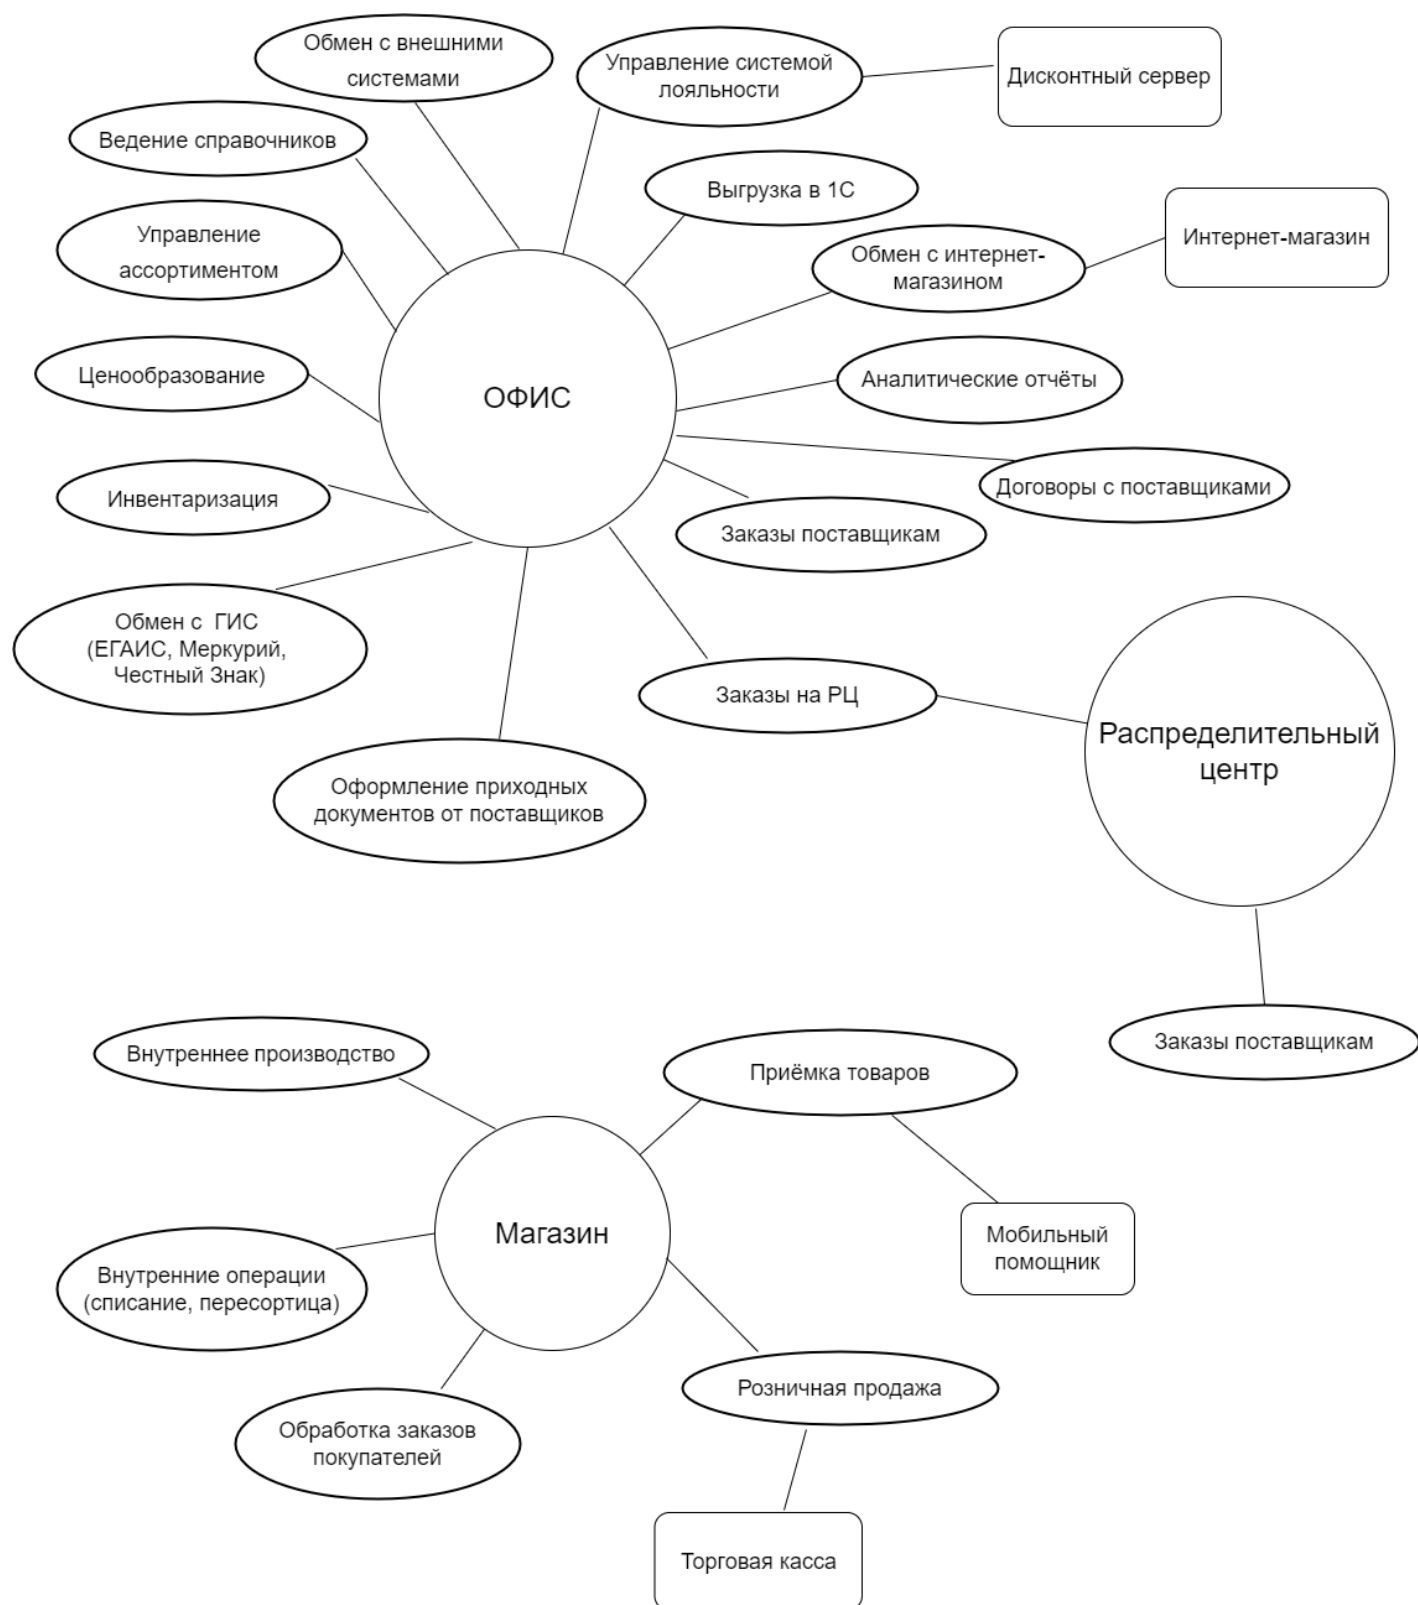 Обмен с внешними
системами
Управление системой
лояльности
Дисконтный сервер
Ведение справочников
Выгрузка в 1С
Управление
ассортиментом
Обмен с интернет-
магазином
Интернет-магазин
Ценообразование
ОФИС
Аналитические отчёты
Инвентаризация
Договоры с поставщиками
Заказы поставщикам
Обмен с ГИС
(ЕГАИС, Меркурий,
Честный Знак)
Заказы на РЦ
Распределительный
центр
Оформление приходных
документов от поставщиков
Заказы поставщикам
Внутреннее производство
Приёмка товаров
Магазин
Мобильный
помощник
Внутренние операции
(списание, пересортица)
Розничная продажа
Обработка заказов
покупателей
Торговая касса